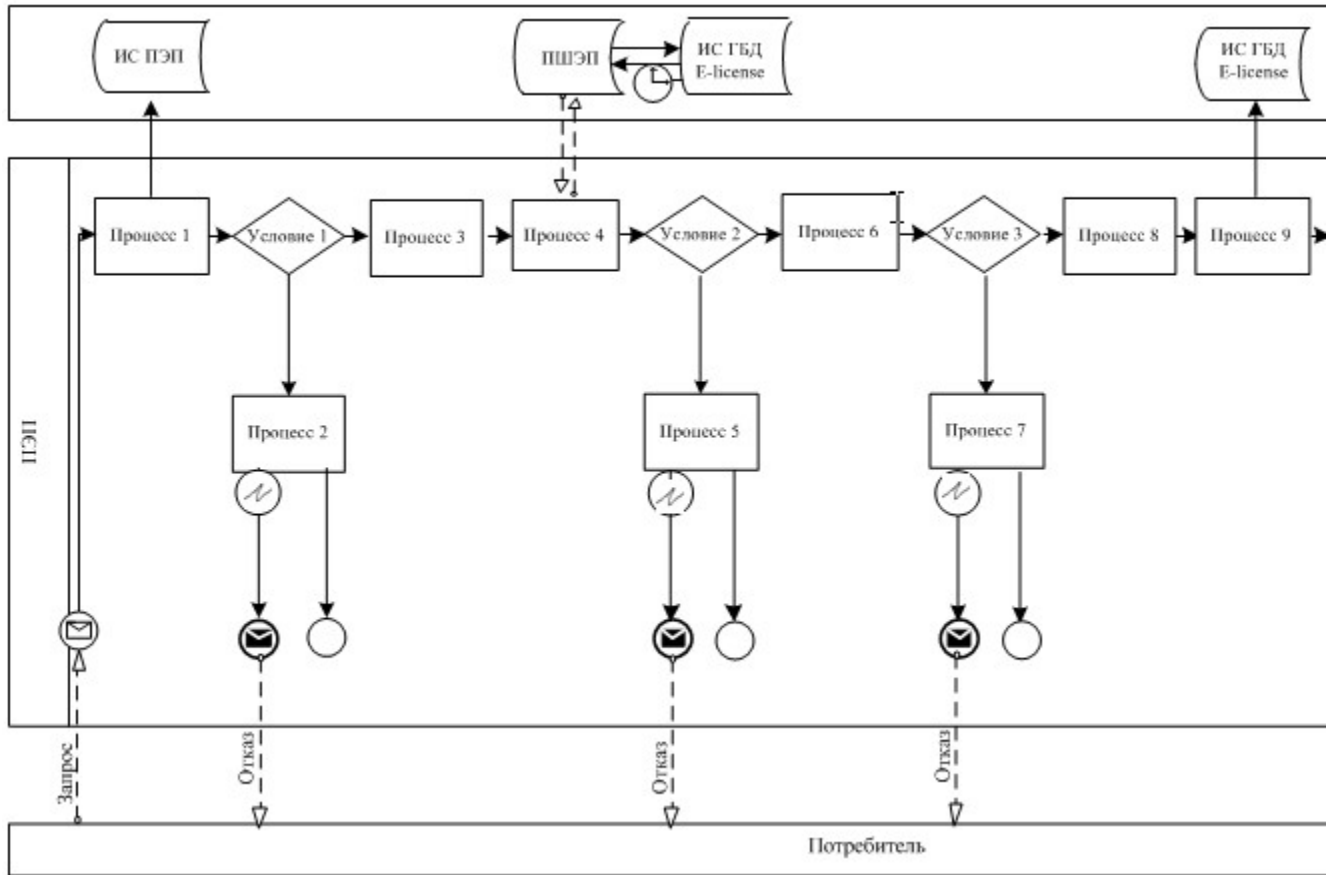 ИС ПЭП
ПШЭП
ИС ГБД
E-license
ИС ГБД
E-license
ПЭП
Процесс 1
Условие 1
Процесс 3
Процесс 4
Условие 2
Процесс 6
Условие 3
Процесс 8
Процесс 9
Процесс 2
Процесс 5
Процесс 7
Запрос
Отказ
Отказ
Отказ
Потребитель